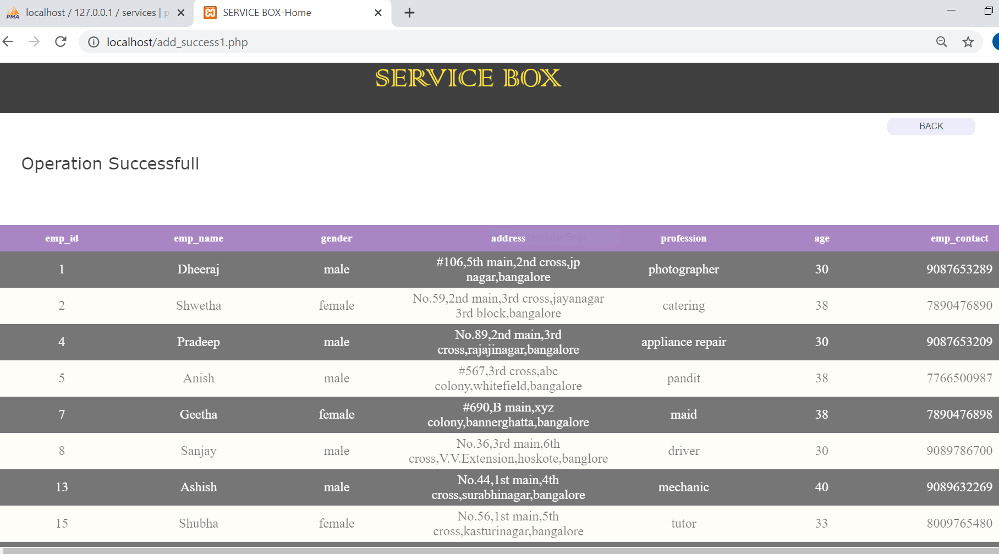 localhost / 127.0.0.1 / services | p
SERVICE BOX-Home
localhost/add_success1.php
SERVICE BOX
BACK
Operation Successfull
emp_id emp_name gender address profession age emp_contact
Rectangular Snip
1 Dheeraj male #106,5th main,2nd cross,jp photographer 30 9087653289
nagar,bangalore
2 Shwetha female No.59,2nd main,3rd cross,jayanagar catering 38 7890476890
3rd block,bangalore
4 Pradeep male No.89,2nd main,3rd appliance repair 30 9087653209
cross,rajajinagar,bangalore
5 Anish male #567,3rd cross,abc pandit 38 7766500987
colony,whitefield,bangalore
7 Geetha female #690,B main,xyz maid 38 7890476898
colony,bannerghatta,bangalore
8 Sanjay male No.36,3rd main,6th driver 30 9089786700
cross,V.V.Extension,hoskote,banglore
13 Ashish male No.44,1st main,4th mechanic 40 9089632269
cross,surabhinagar,bangalore
15 Shubha female No.56,1st main,5th tutor 33 8009765480
cross,kasturinagar,bangalore